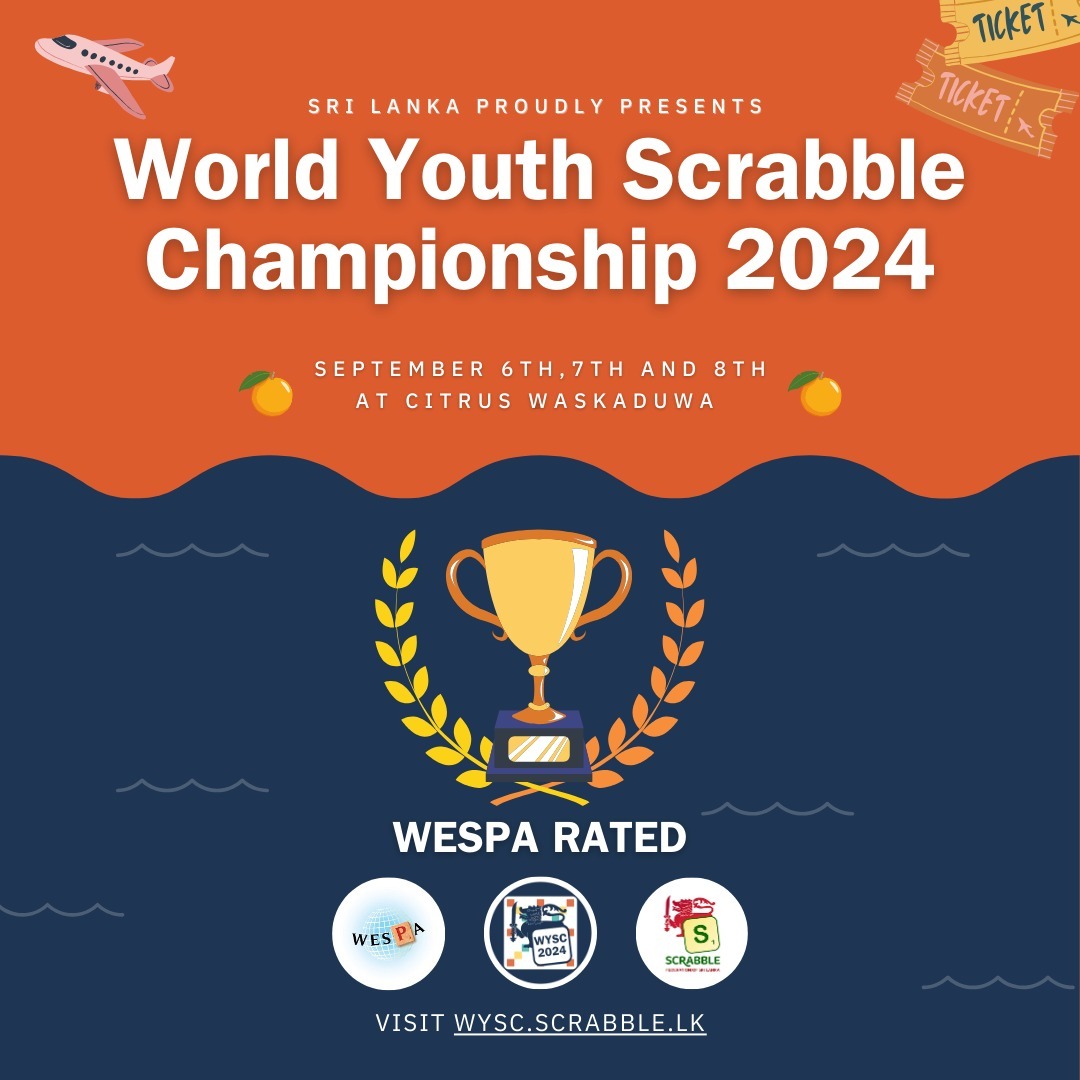 TICKET
TICKET
SRI LANKA PROUDLY PRESENTS
World Youth Scrabble
Championship 2024
SEPTEMBER 6TH,7TH AND 8TH
AT CITRUS WASKADUWA
WESPA RATED
WESPA
WYSC
2024
S
1
SCRABBLE
VISIT WYSC.SCRABBLE.LK